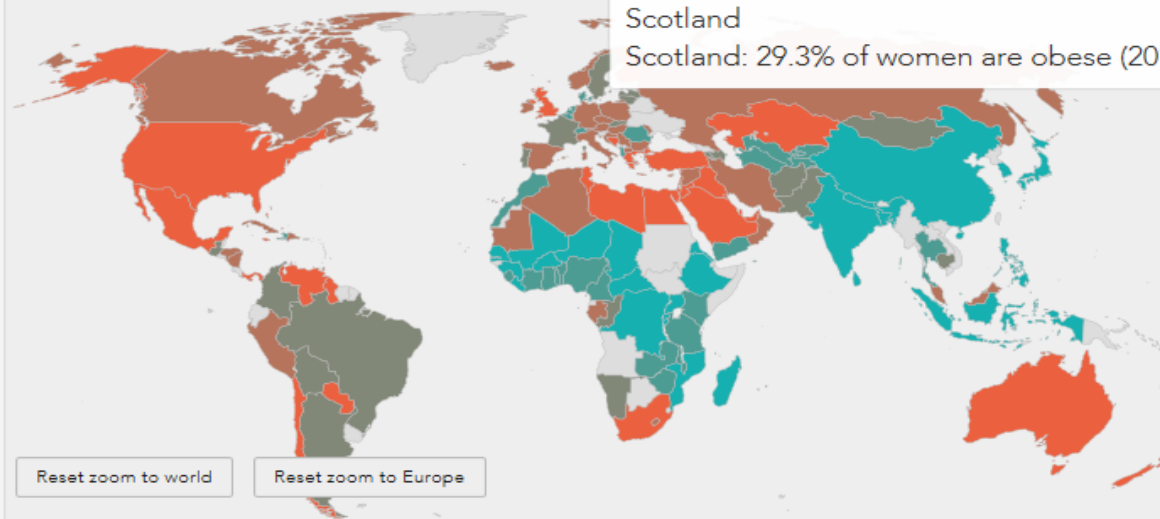 Scotland
Scotland: 29.3% of women are obese (20
Reset zoom to world
Reset zoom to Europe